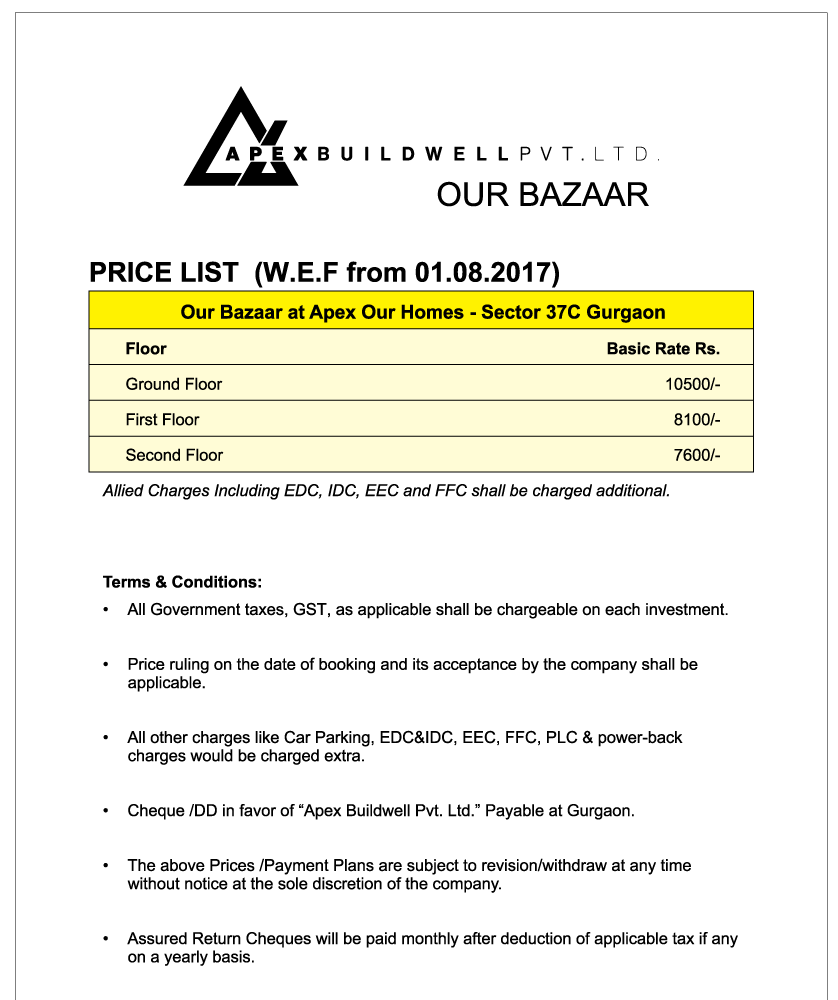 APEXBUILDWELLPVT.LTD.
OUR BAZAAR
PRICE LIST (W.E.F from 01.08.2017)
Our Bazaar at Apex Our Homes - Sector 37C Gurgaon
Floor Basic Rate Rs.
Ground Floor 10500/-
First Floor 8100/-
Second Floor 7600/-
Allied Charges Including EDC, IDC, EEC and FFC shall be charged additional.
Terms & Conditions:
• All Government taxes, GST, as applicable shall be chargeable on each investment.
• Price ruling on the date of booking and its acceptance by the company shall be
applicable.
• All other charges like Car Parking, EDC&IDC, EEC, FFC, PLC & power-back
charges would be charged extra.
• Cheque /DD in favor of “Apex Buildwell Pvt. Ltd.” Payable at Gurgaon.
• The above Prices /Payment Plans are subject to revision/withdraw at any time
without notice at the sole discretion of the company.
• Assured Return Cheques will be paid monthly after deduction of applicable tax if any
on a yearly basis.